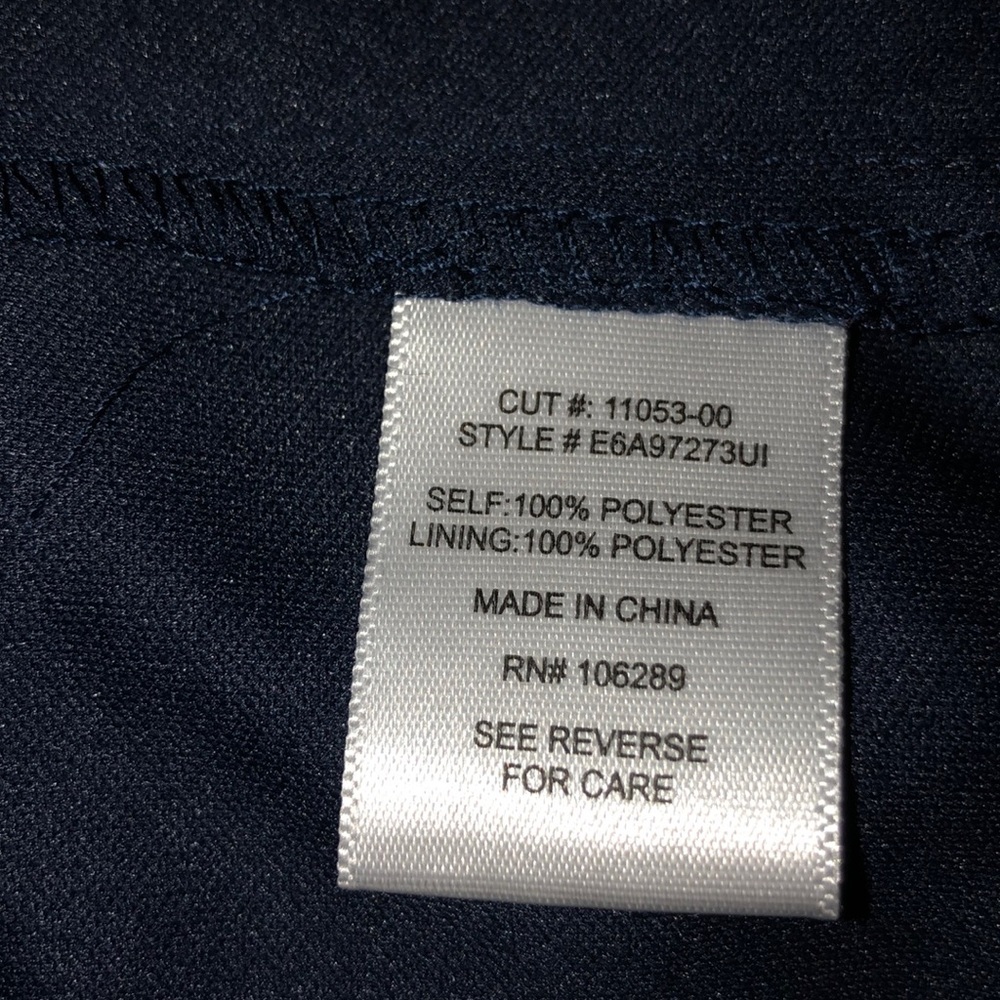 CUT #: 11053-00
STYLE # E6A97273UI
SELF:100% POLYESTER
LINING:100% POLYESTER
MADE IN CHINA
RN# 106289
SEE REVERSE
FOR CARE